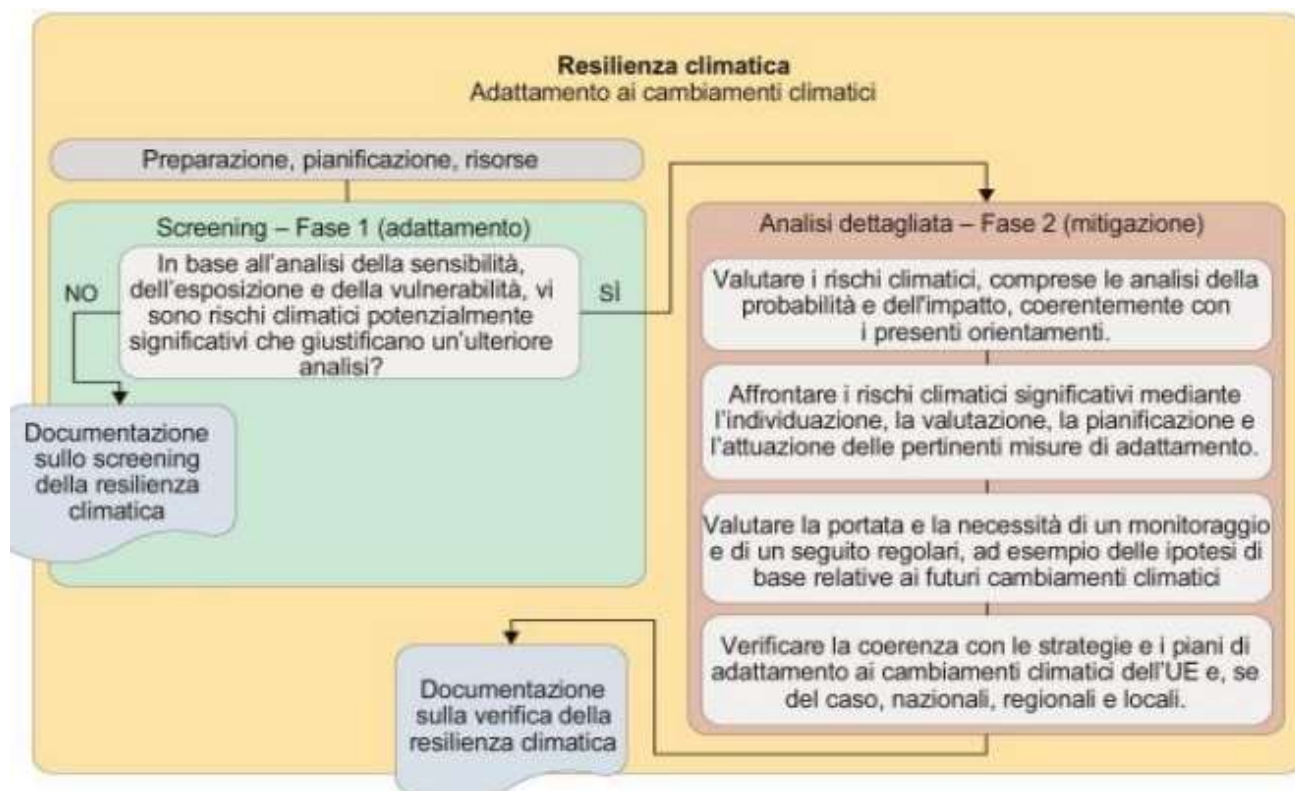 Resilienza climatica
Adattamento ai cambiamenti climatici
Preparazione, pianificazione, risorse
Screening – Fase 1 (adattamento)
In base all'analisi della sensibilità,
dell'esposizione e della vulnerabilità, vi
sono rischi climatici potenzialmente
significativi che giustificano un'ulteriore
analisi?
NO
SÌ
Documentazione
sullo screening
della resilienza
climatica
Analisi dettagliata – Fase 2 (mitigazione)
Valutare i rischi climatici, comprese le analisi della
probabilità e dell'impatto, coerentemente con
i presenti orientamenti.
Affrontare i rischi climatici significativi mediante
l'individuazione, la valutazione, la pianificazione e
l'attuazione delle pertinenti misure di adattamento.
Valutare la portata e la necessità di un monitoraggio
e di un seguito regolari, ad esempio delle ipotesi di
base relative ai futuri cambiamenti climatici
Verificare la coerenza con le strategie e i piani di
adattamento ai cambiamenti climatici dell'UE e, se
del caso, nazionali, regionali e locali.
Documentazione
sulla verifica della
resilienza climatica